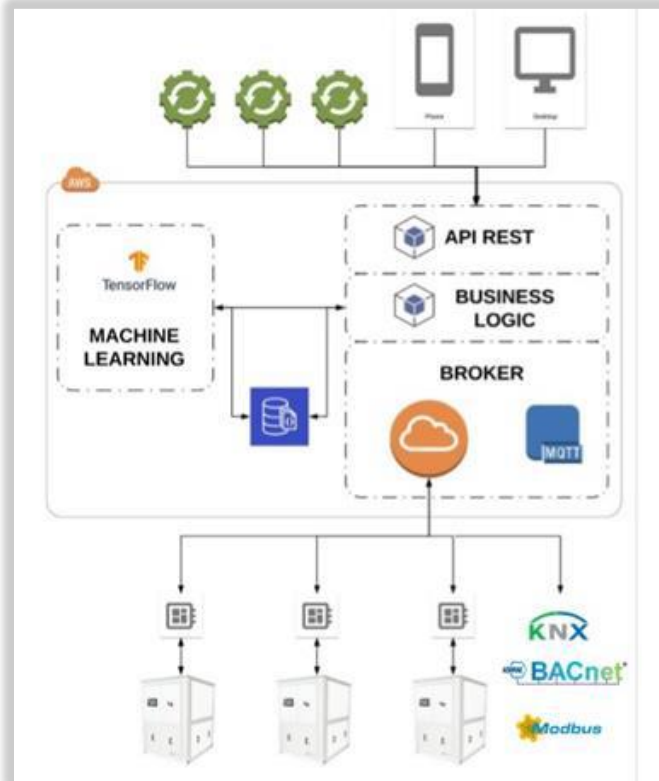 Phone
Desktop
AWS
API REST
TensorFlow
BUSINESS
LOGIC
MACHINE
LEARNING
BROKER
MQTT
KNX
BACnet
Modbus